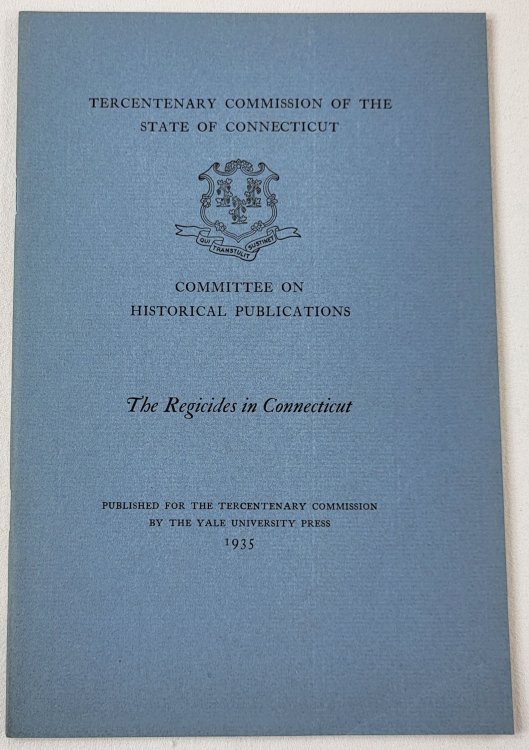 TERCENTENARY COMMISSION OF THE
STATE OF CONNECTICUT
QUI TRANSTULIT SUSTINET
COMMITTEE ON
HISTORICAL PUBLICATIONS
The Regicides in Connecticut
PUBLISHED FOR THE TERCENTENARY COMMISSION
BY THE YALE UNIVERSITY PRESS
1935